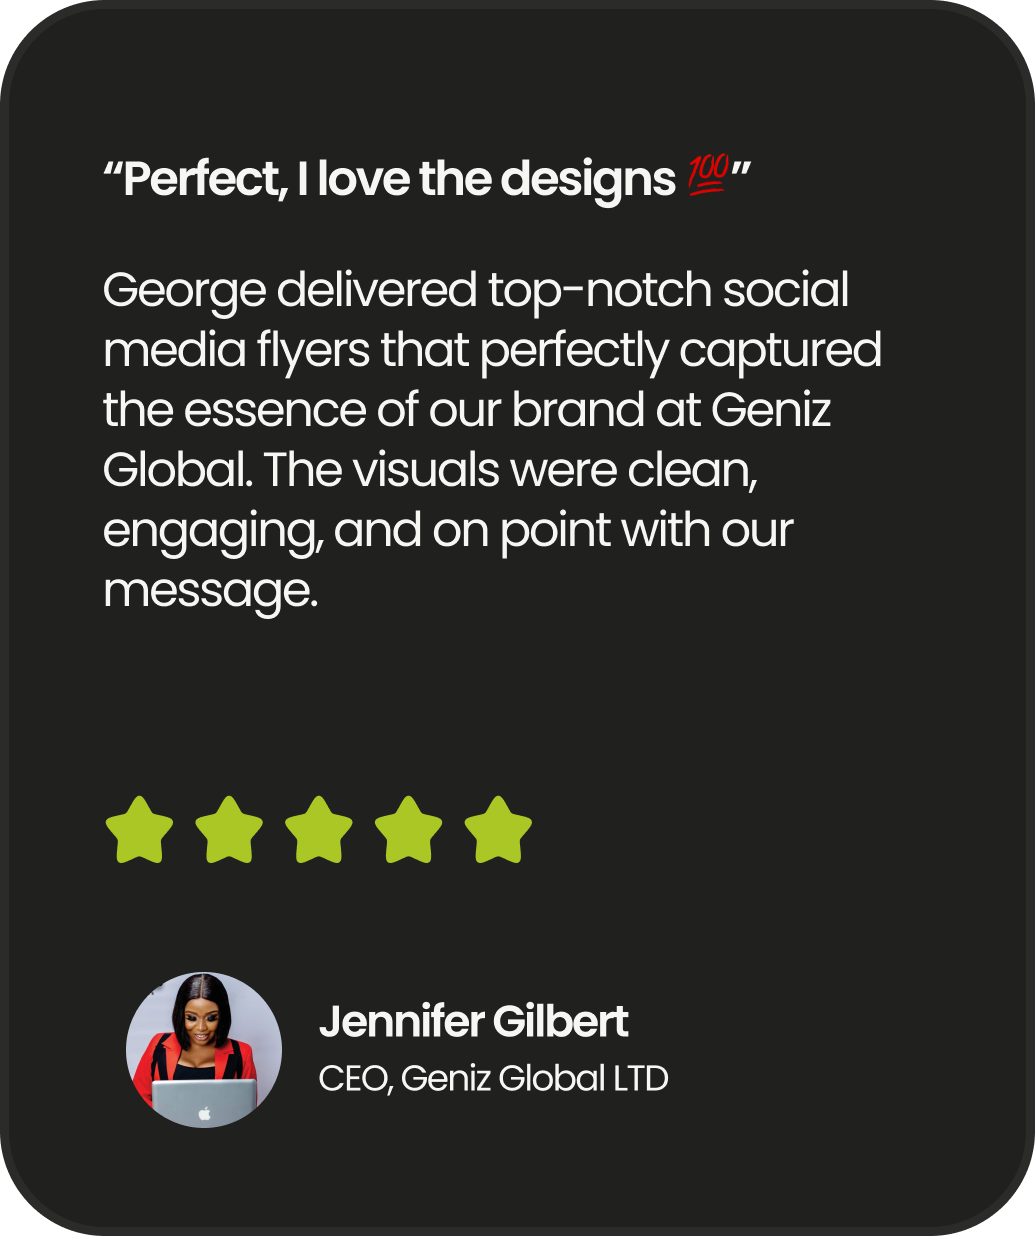 “Perfect, I love the designs 💯”
George delivered top-notch social
media flyers that perfectly captured
the essence of our brand at Geniz
Global. The visuals were clean,
engaging, and on point with our
message.
Jennifer Gilbert
CEO, Geniz Global LTD